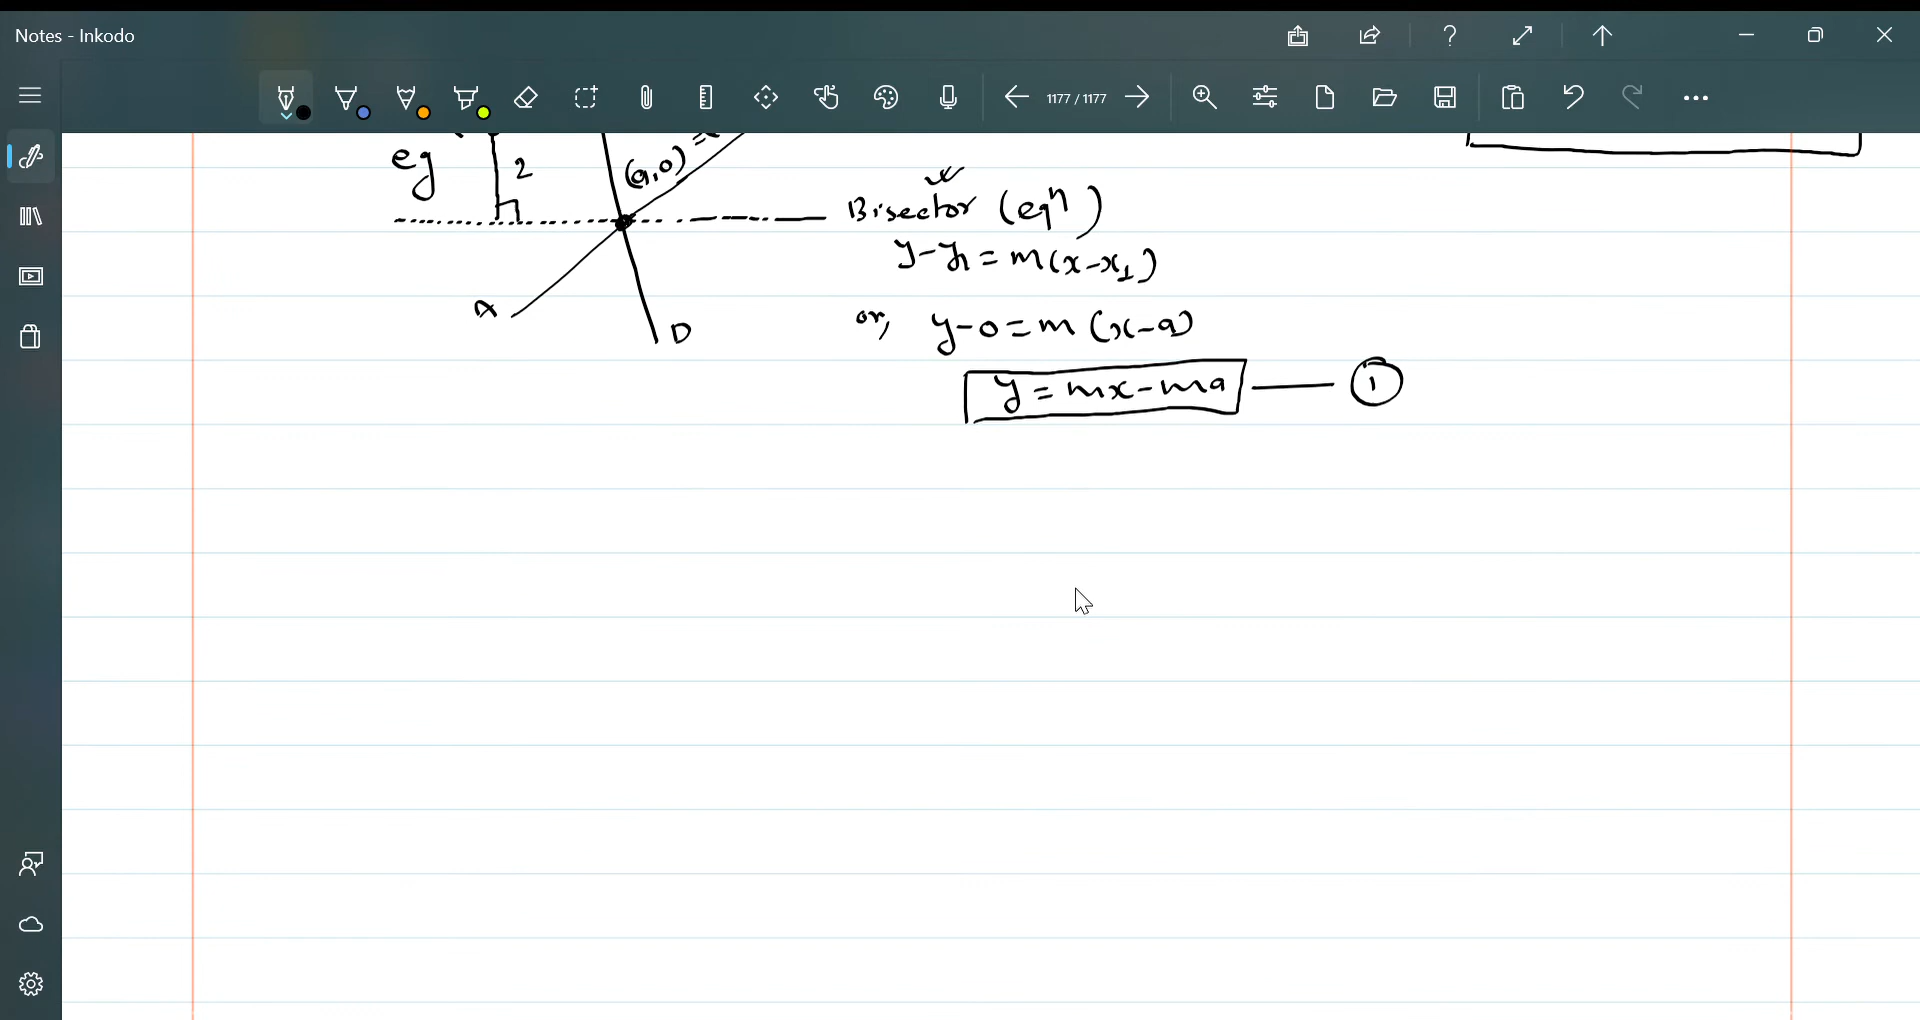 Notes - Inkodo
1177 / 1177
eg
2
(a,0)
Bisector (eqⁿ)
y-y₁ = m(x-x₁)
A
or, y-0 = m (x-a)
D
y = mx - ma —— ①